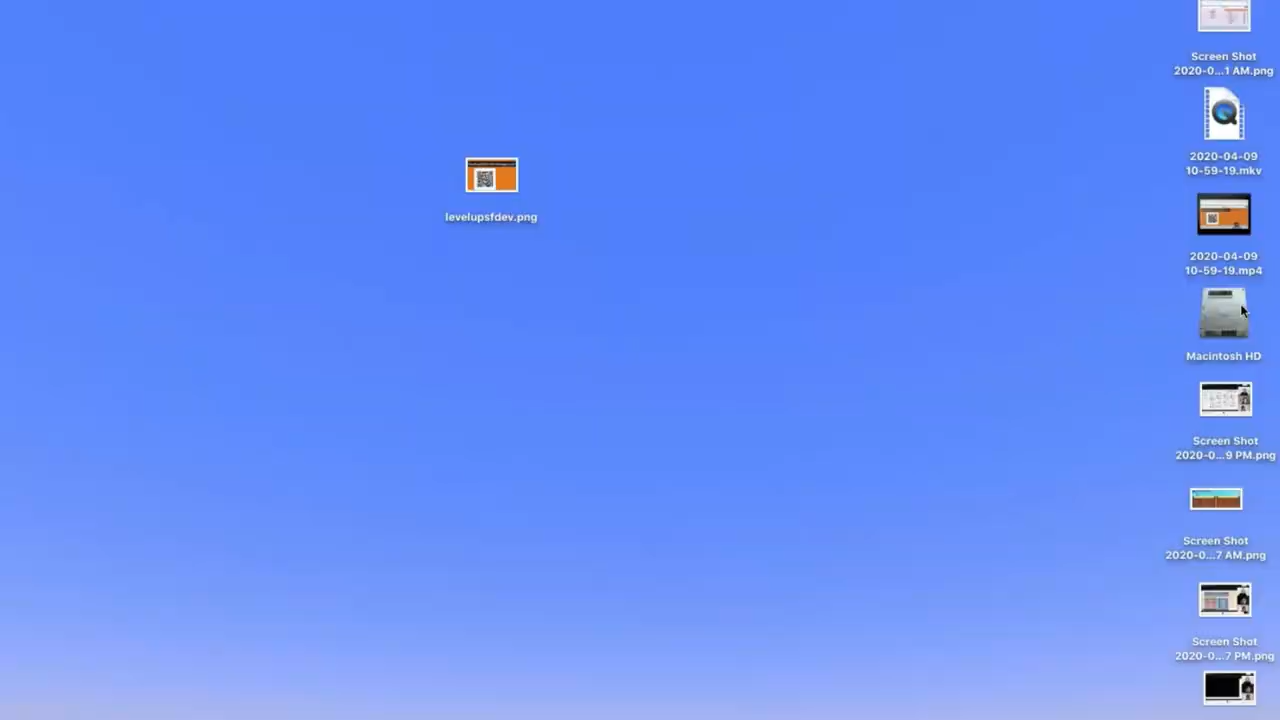 Screen Shot
2020-0...1 AM.png
2020-04-09
10-59-19.mkv
levelupsfdev.png
2020-04-09
10-59-19.mp4
Macintosh HD
Screen Shot
2020-0...9 PM.png
Screen Shot
2020-0...7 AM.png
Screen Shot
2020-0...7 PM.png